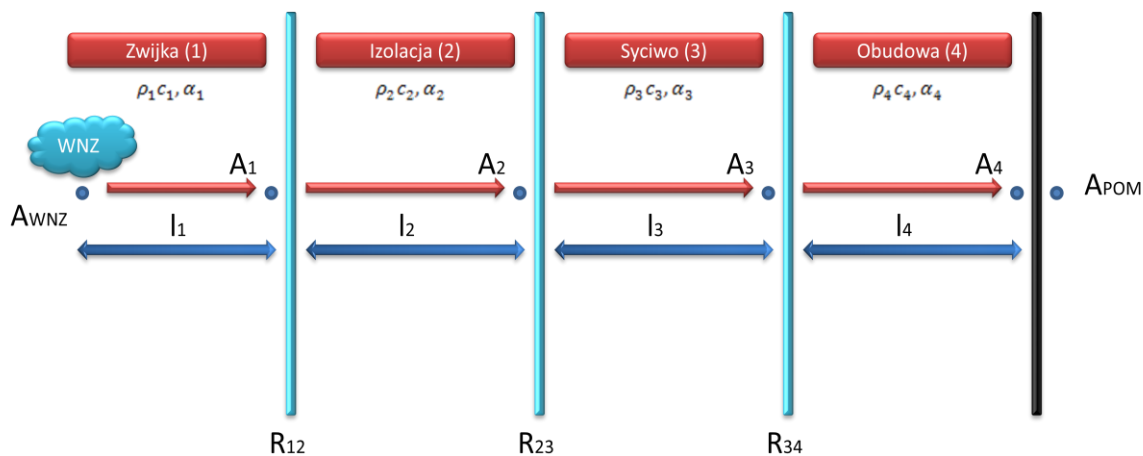 Zwijka (1) Izolacja (2) Syciwo (3) Obudowa (4)
ρ₁c₁, α₁ ρ₂c₂, α₂ ρ₃c₃, α₃ ρ₄c₄, α₄
WNZ
A₁ A₂ A₃ A₄
AWNZ APOM
l₁ l₂ l₃ l₄
R₁₂ R₂₃ R₃₄